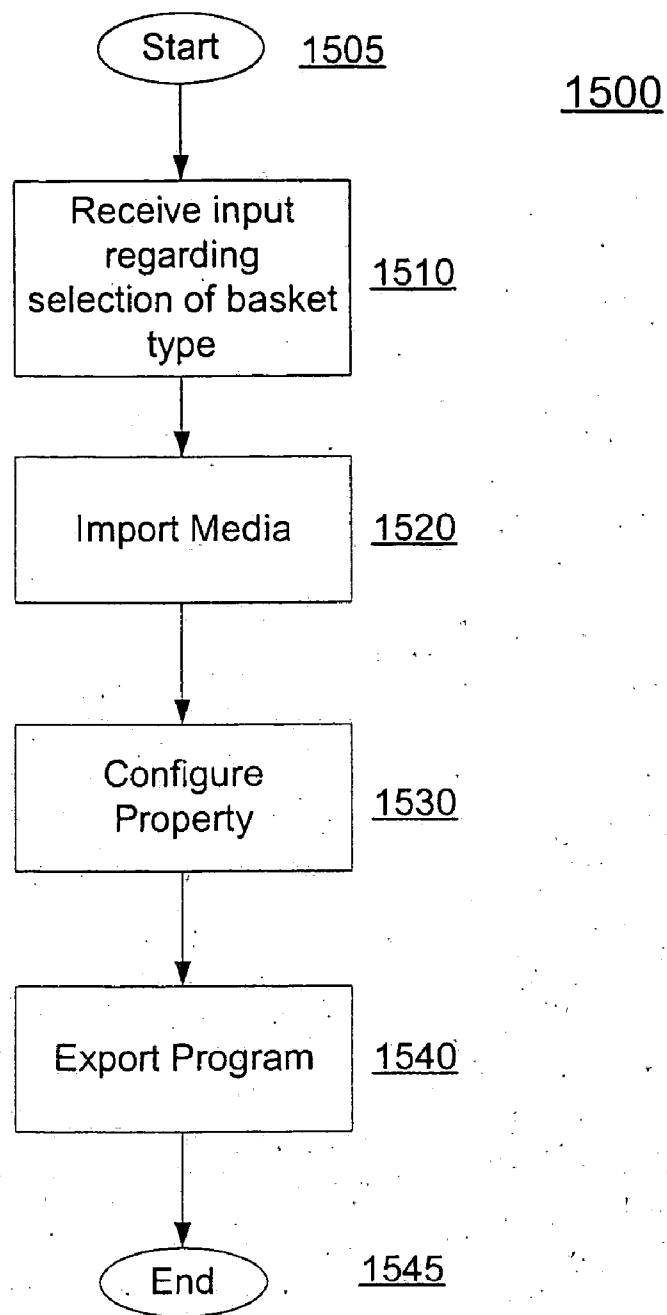 Start
1505
1500
Receive input
regarding
selection of basket
type
1510
Import Media
1520
Configure
Property
1530
Export Program
1540
End
1545